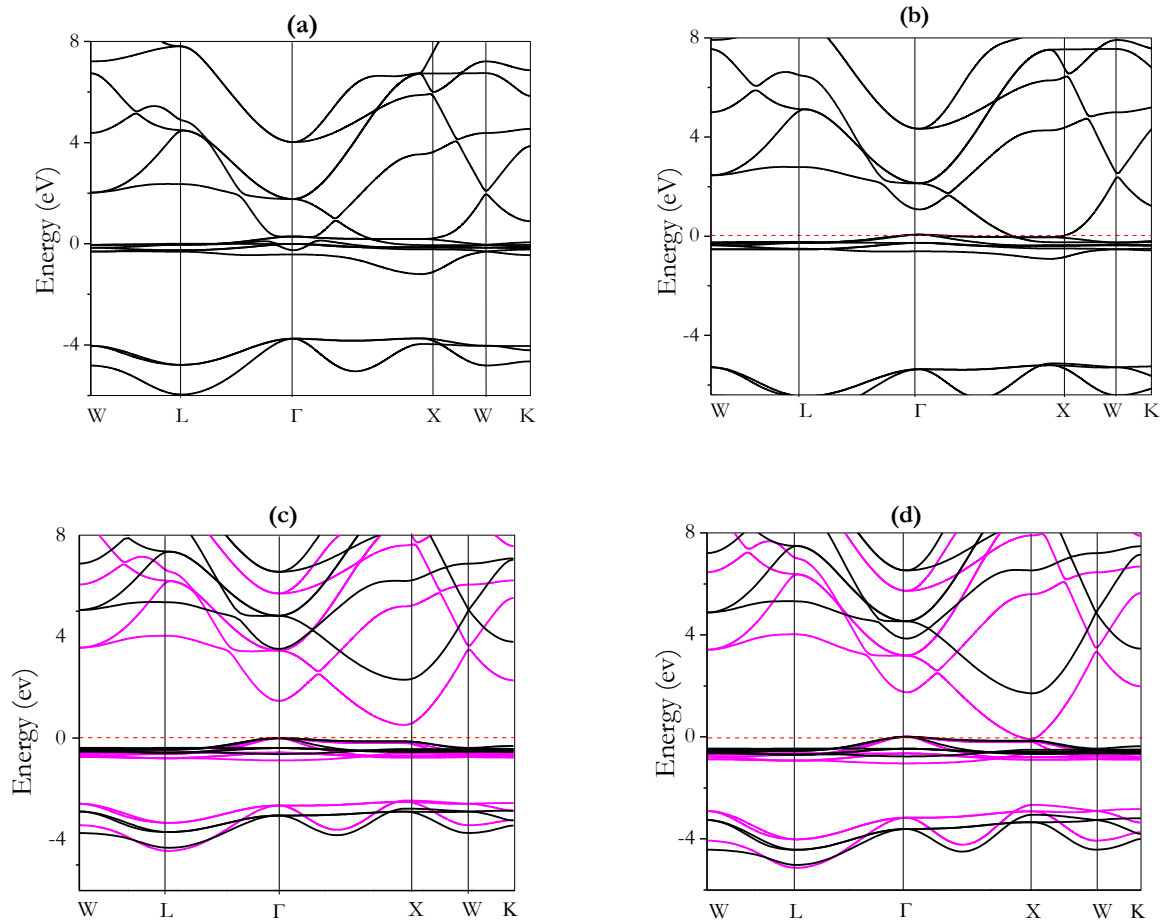 (a)
8
4
0
-4
Energy (eV)
W L Γ X W K
(b)
8
4
0
-4
Energy (eV)
W L Γ X W K
(c)
8
4
0
-4
Energy (ev)
W L Γ X W K
(d)
8
4
0
-4
Energy (ev)
W L Γ X W K